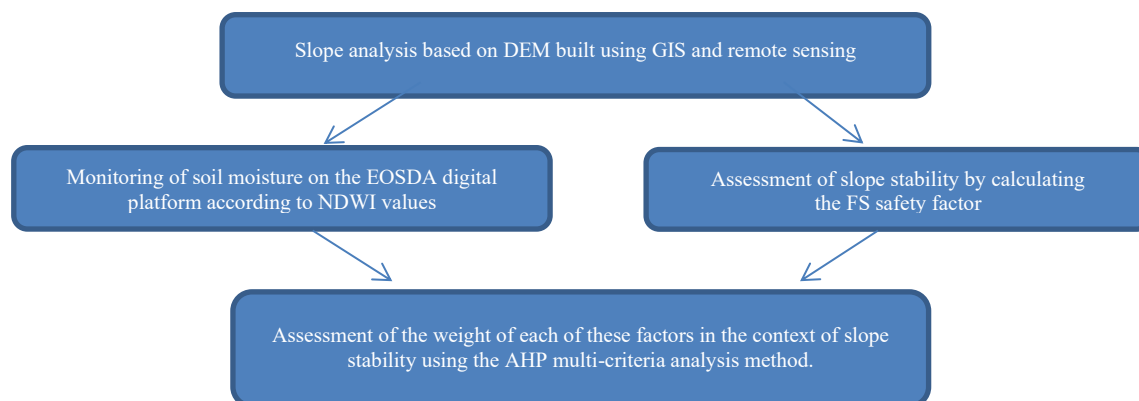 Slope analysis based on DEM built using GIS and remote sensing
Monitoring of soil moisture on the EOSDA digital
platform according to NDWI values
Assessment of slope stability by calculating
the FS safety factor
Assessment of the weight of each of these factors in the context of slope
stability using the AHP multi-criteria analysis method.